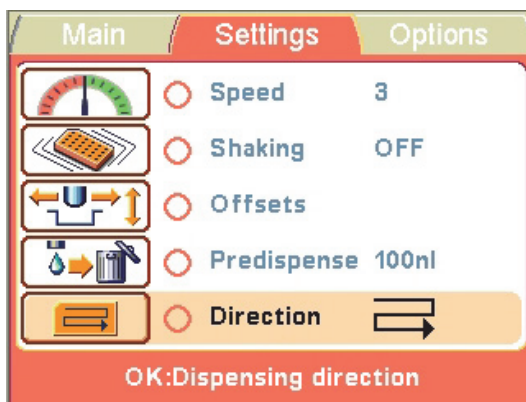 Main Settings Options
Speed 3
Shaking OFF
Offsets
Predispense 100nl
Direction
OK:Dispensing direction